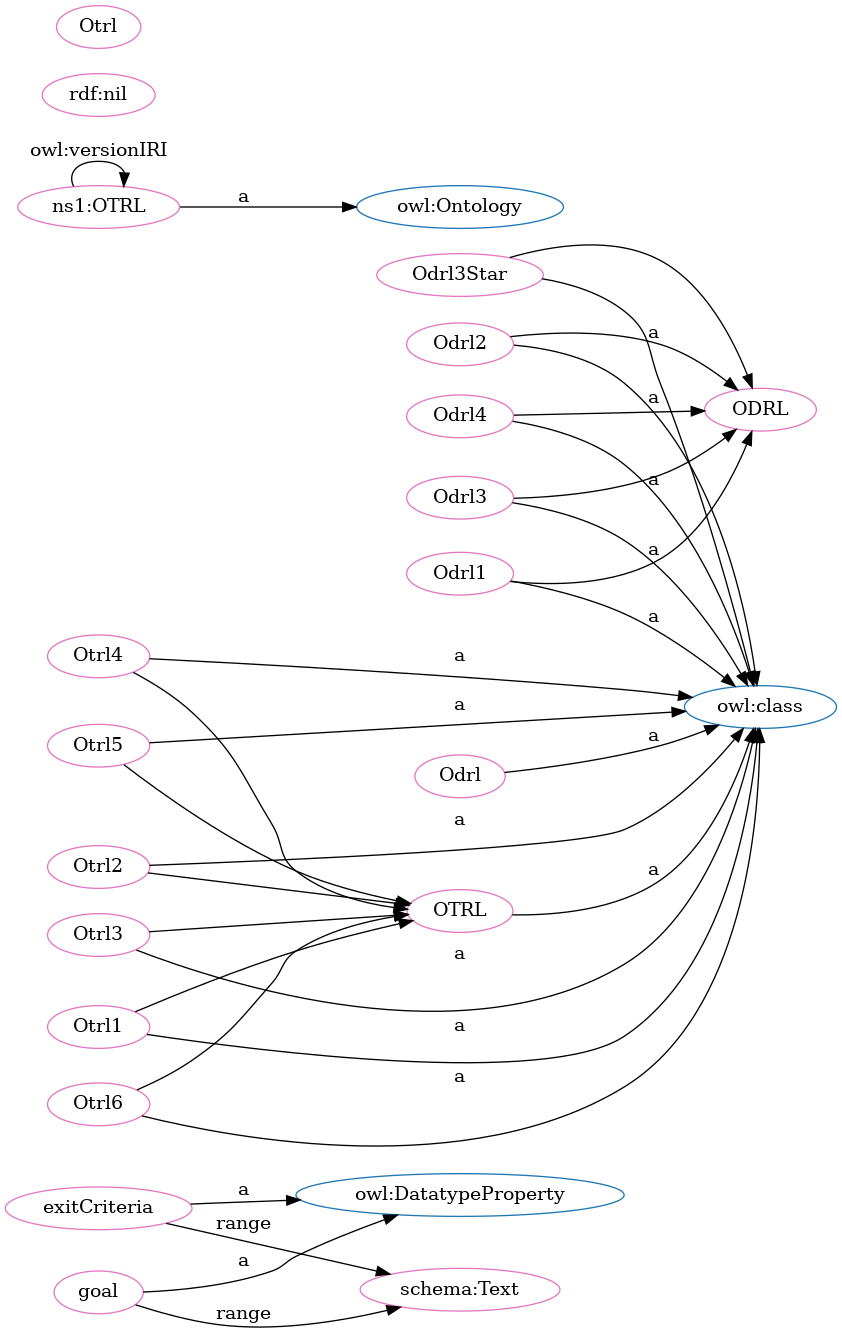 Otrl
rdf:nil
owl:versionIRI
ns1:OTRL
a
owl:Ontology
Odrl3Star
a
Odrl2
a
ODRL
Odrl4
a
Odrl3
a
Odrl1
a
Otrl4
a
owl:class
Otrl5
a
Odrl
a
Otrl2
a
OTRL
a
Otrl3
a
Otrl1
a
Otrl6
a
exitCriteria
a
owl:DatatypeProperty
range
goal
a
schema:Text
range